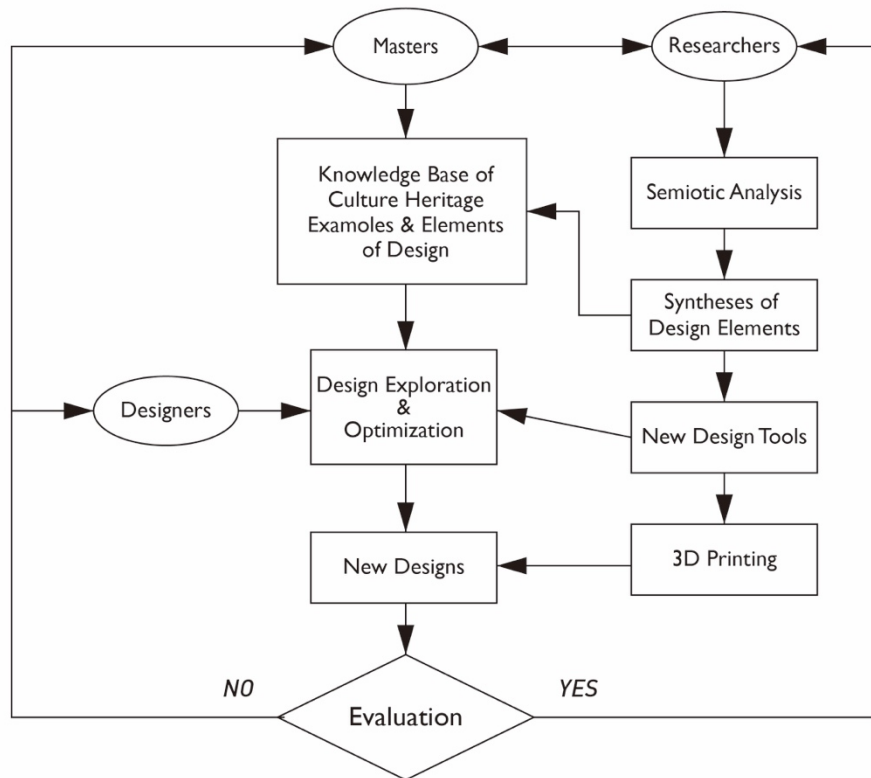 Masters
Researchers
Knowledge Base of
Culture Heritage
Examoles & Elements
of Design
Semiotic Analysis
Syntheses of
Design Elements
Designers
Design Exploration
&
Optimization
New Design Tools
New Designs
3D Printing
NO
YES
Evaluation